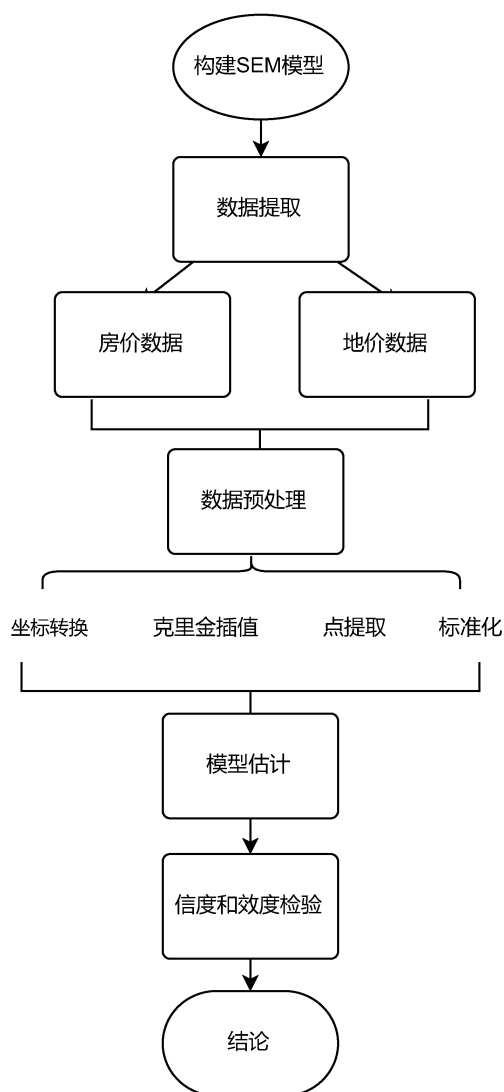 构建SEM模型
数据提取
房价数据
地价数据
数据预处理
坐标转换
克里金插值
点提取
标准化
模型估计
信度和效度检验
结论